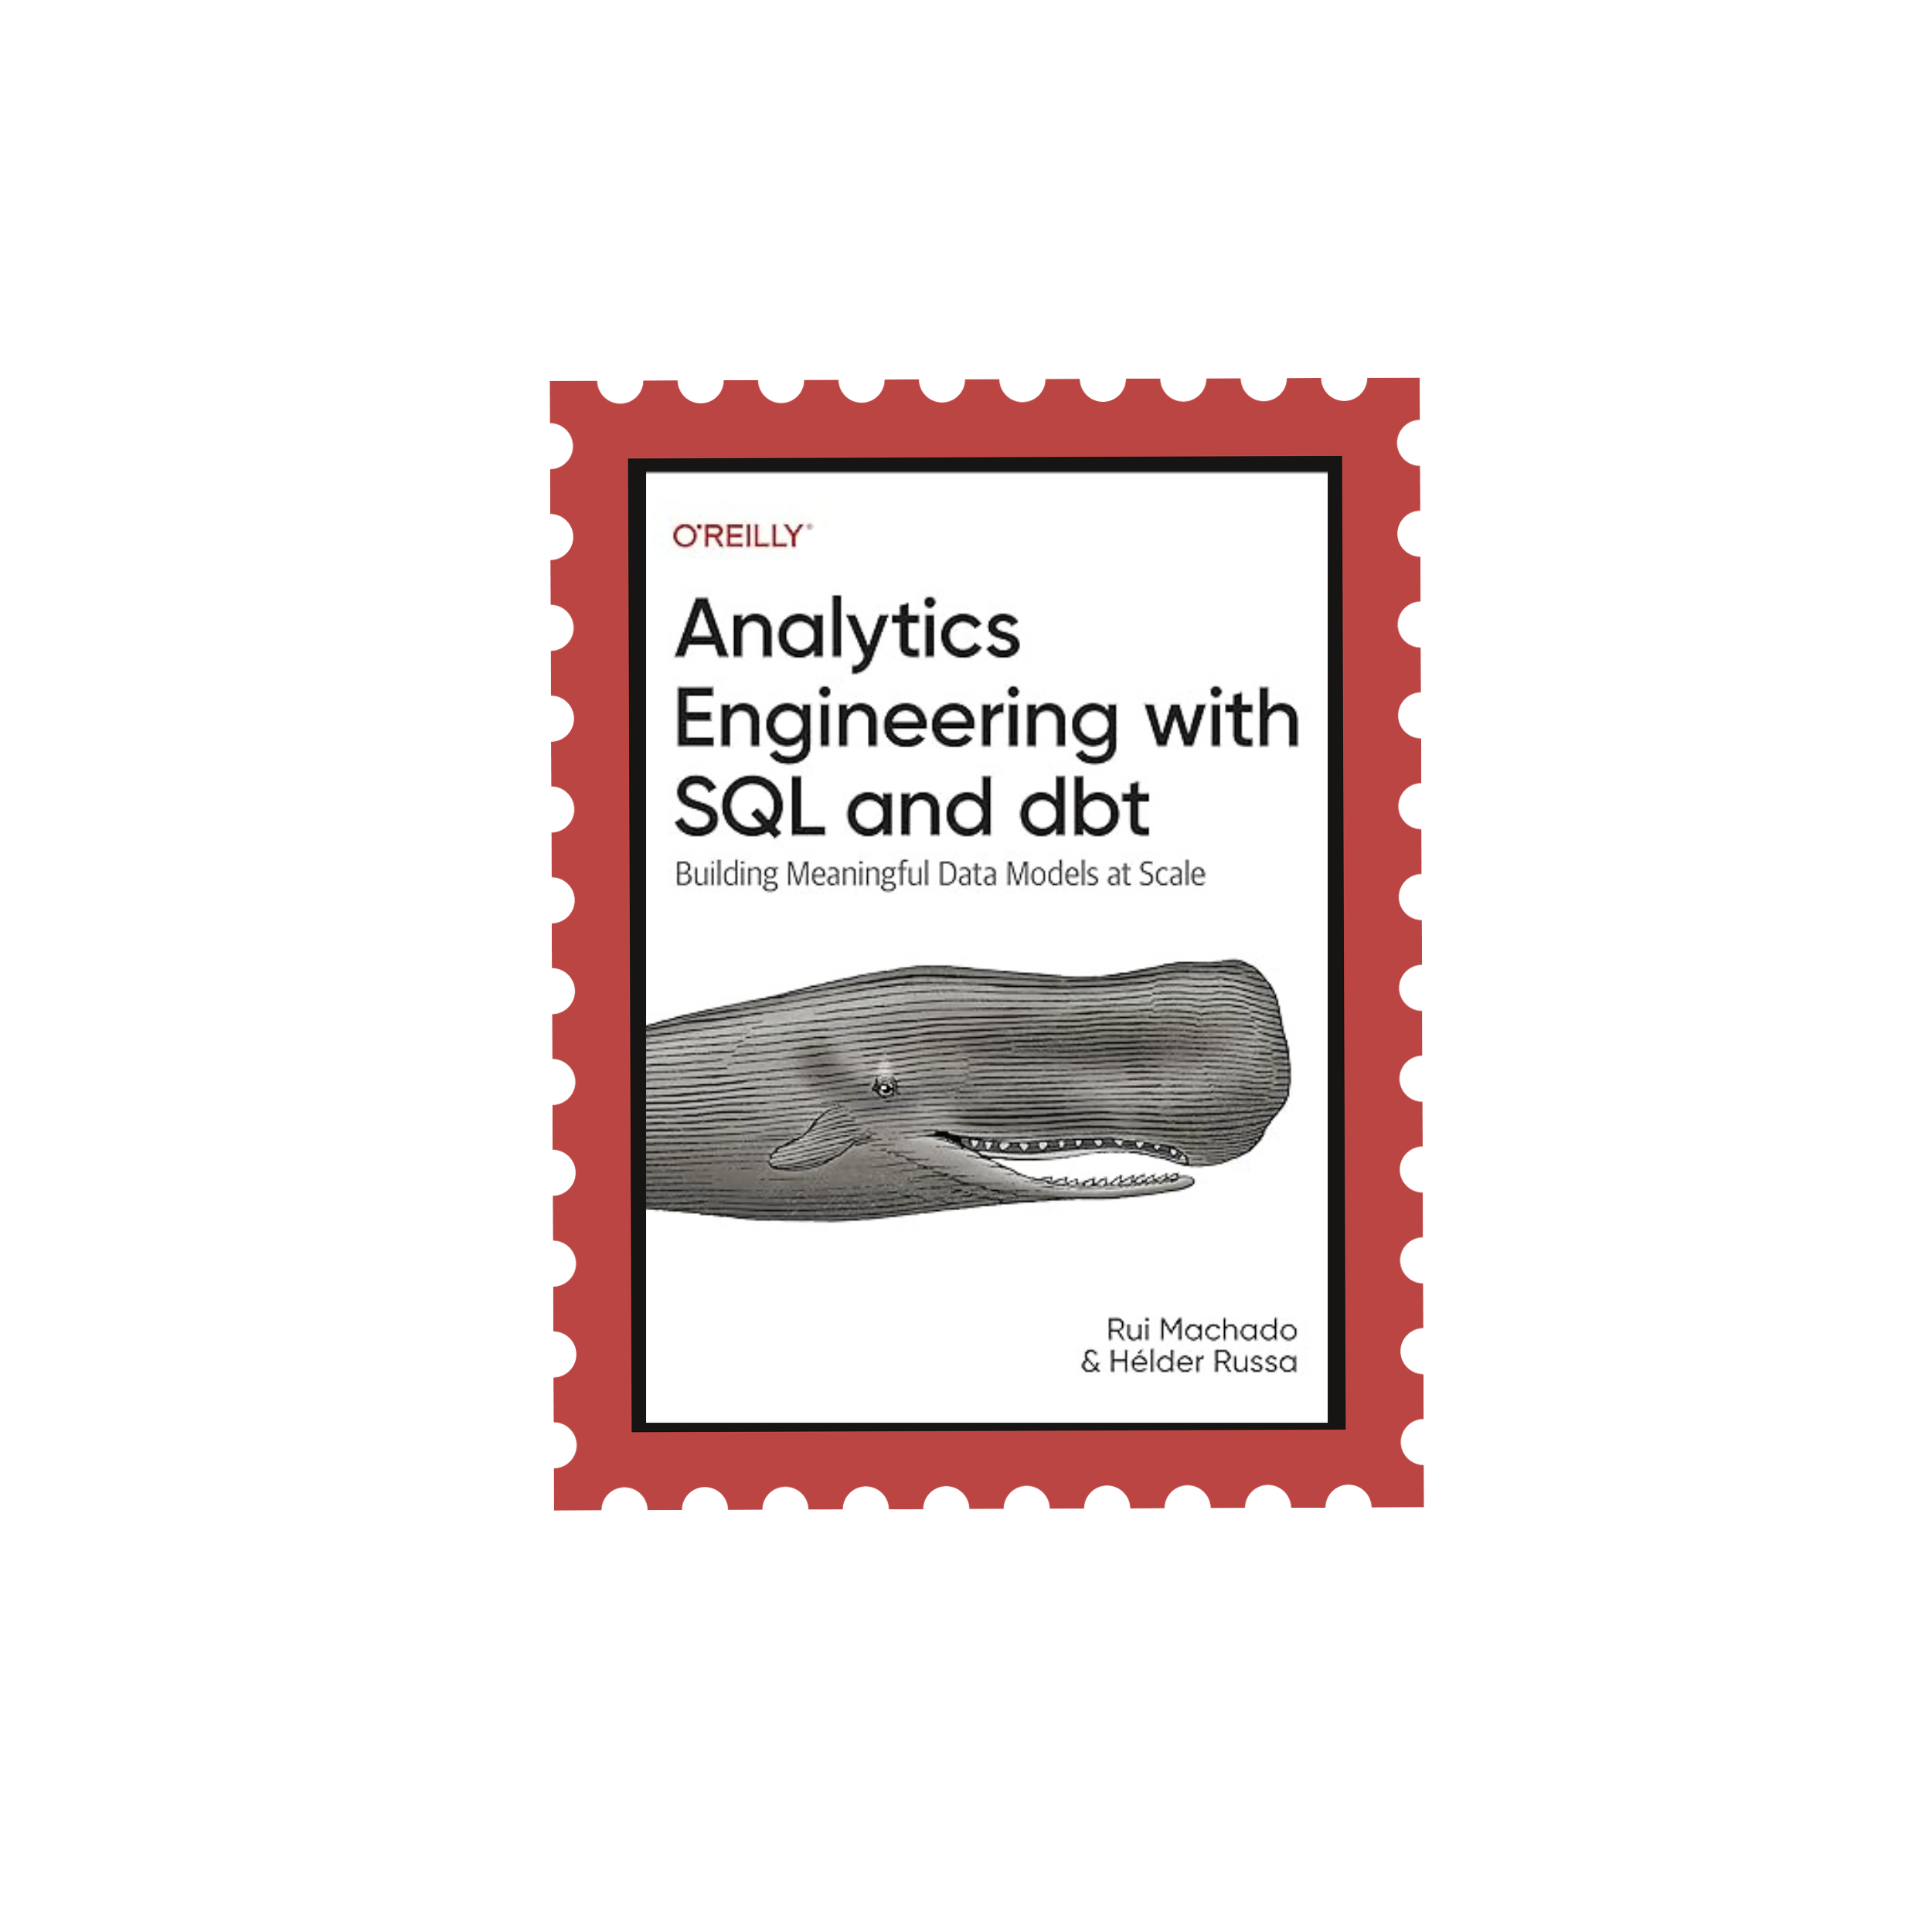 O'REILLY®
Analytics
Engineering with
SQL and dbt
Building Meaningful Data Models at Scale
Rui Machado
& Hélder Russa